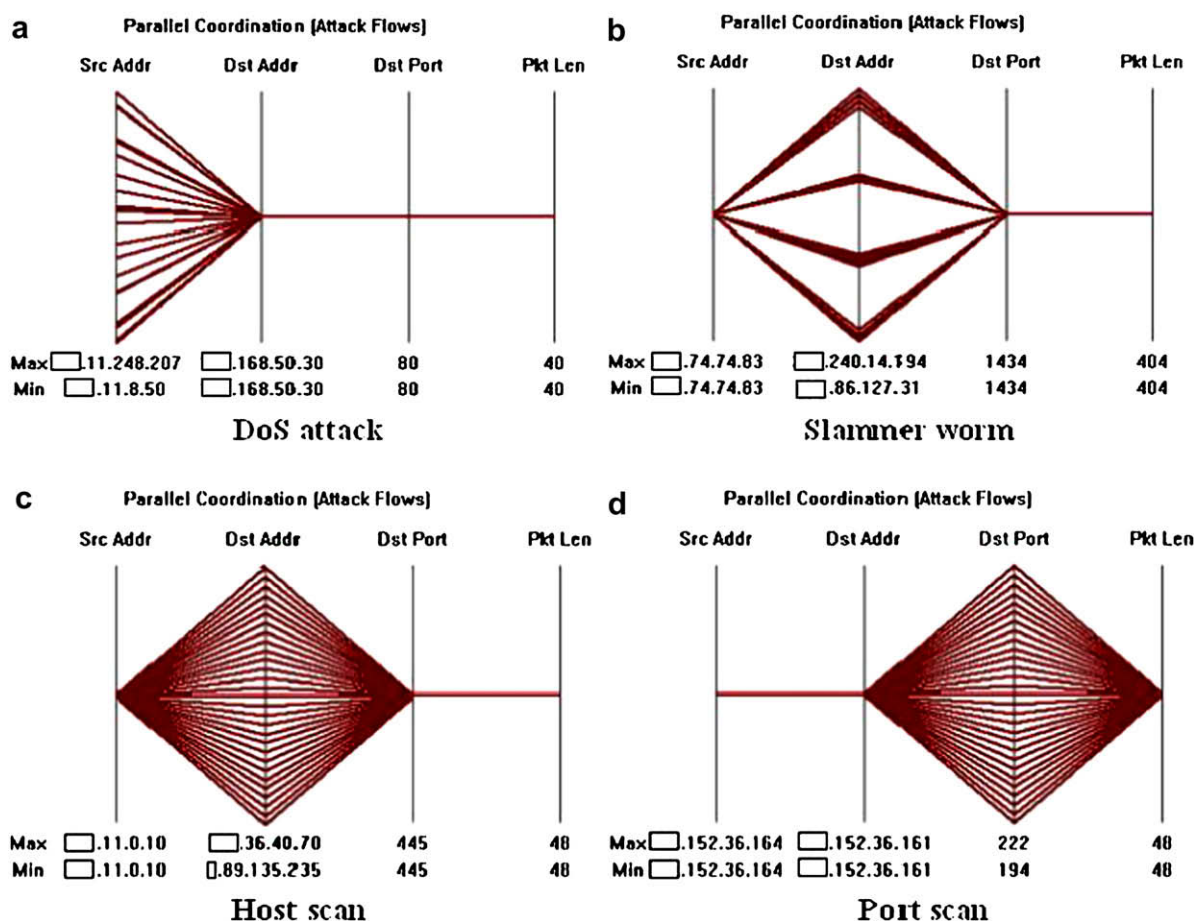 a
Parallel Coordination (Attack Flows)
Src Addr Dst Addr Dst Port Pkt Len
Max .11.248.207 .168.50.30 80 40
Min .11.8.50 .168.50.30 80 40
DoS attack
b
Parallel Coordination (Attack Flows)
Src Addr Dst Addr Dst Port Pkt Len
Max .74.74.83 .240.14.194 1434 404
Min .74.74.83 .86.127.31 1434 404
Slammer worm
c
Parallel Coordination (Attack Flows)
Src Addr Dst Addr Dst Port Pkt Len
Max .11.0.10 .36.40.70 445 48
Min .11.0.10 .89.135.235 445 48
Host scan
d
Parallel Coordination (Attack Flows)
Src Addr Dst Addr Dst Port Pkt Len
Max .152.36.164 .152.36.161 222 48
Min .152.36.164 .152.36.161 194 48
Port scan